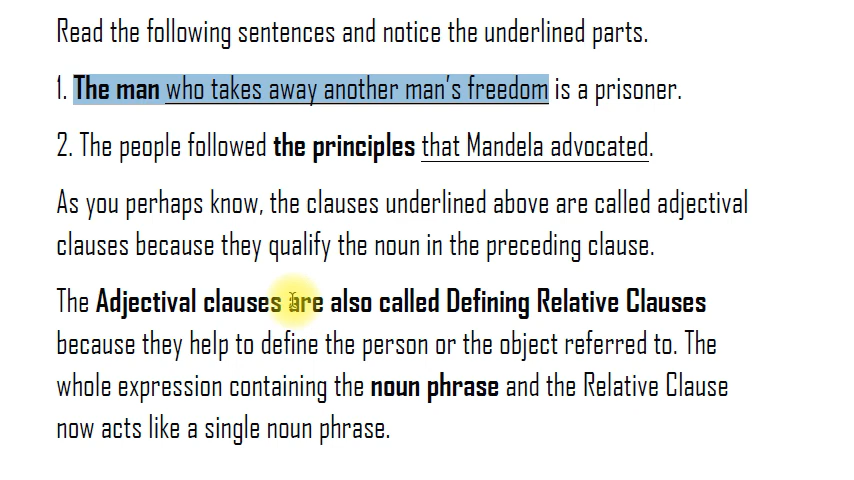 Read the following sentences and notice the underlined parts.
1. The man who takes away another man's freedom is a prisoner.
2. The people followed the principles that Mandela advocated.
As you perhaps know, the clauses underlined above are called adjectival
clauses because they qualify the noun in the preceding clause.
The Adjectival clauses are also called Defining Relative Clauses
because they help to define the person or the object referred to. The
whole expression containing the noun phrase and the Relative Clause
now acts like a single noun phrase.